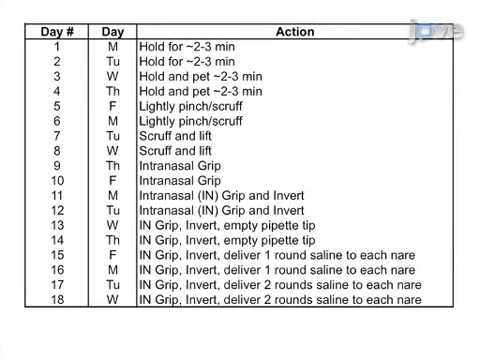 jove
Day # Day Action
1 M Hold for ~2-3 min
2 Tu Hold for ~2-3 min
3 W Hold and pet ~2-3 min
4 Th Hold and pet ~2-3 min
5 F Lightly pinch/scruff
6 M Lightly pinch/scruff
7 Tu Scruff and lift
8 W Scruff and lift
9 Th Intranasal Grip
10 F Intranasal Grip
11 M Intranasal (IN) Grip and Invert
12 Tu Intranasal (IN) Grip and Invert
13 W IN Grip, Invert, empty pipette tip
14 Th IN Grip, Invert, empty pipette tip
15 F IN Grip, Invert, deliver 1 round saline to each nare
16 M IN Grip, Invert, deliver 1 round saline to each nare
17 Tu IN Grip, Invert, deliver 2 rounds saline to each nare
18 W IN Grip, Invert, deliver 2 rounds saline to each nare